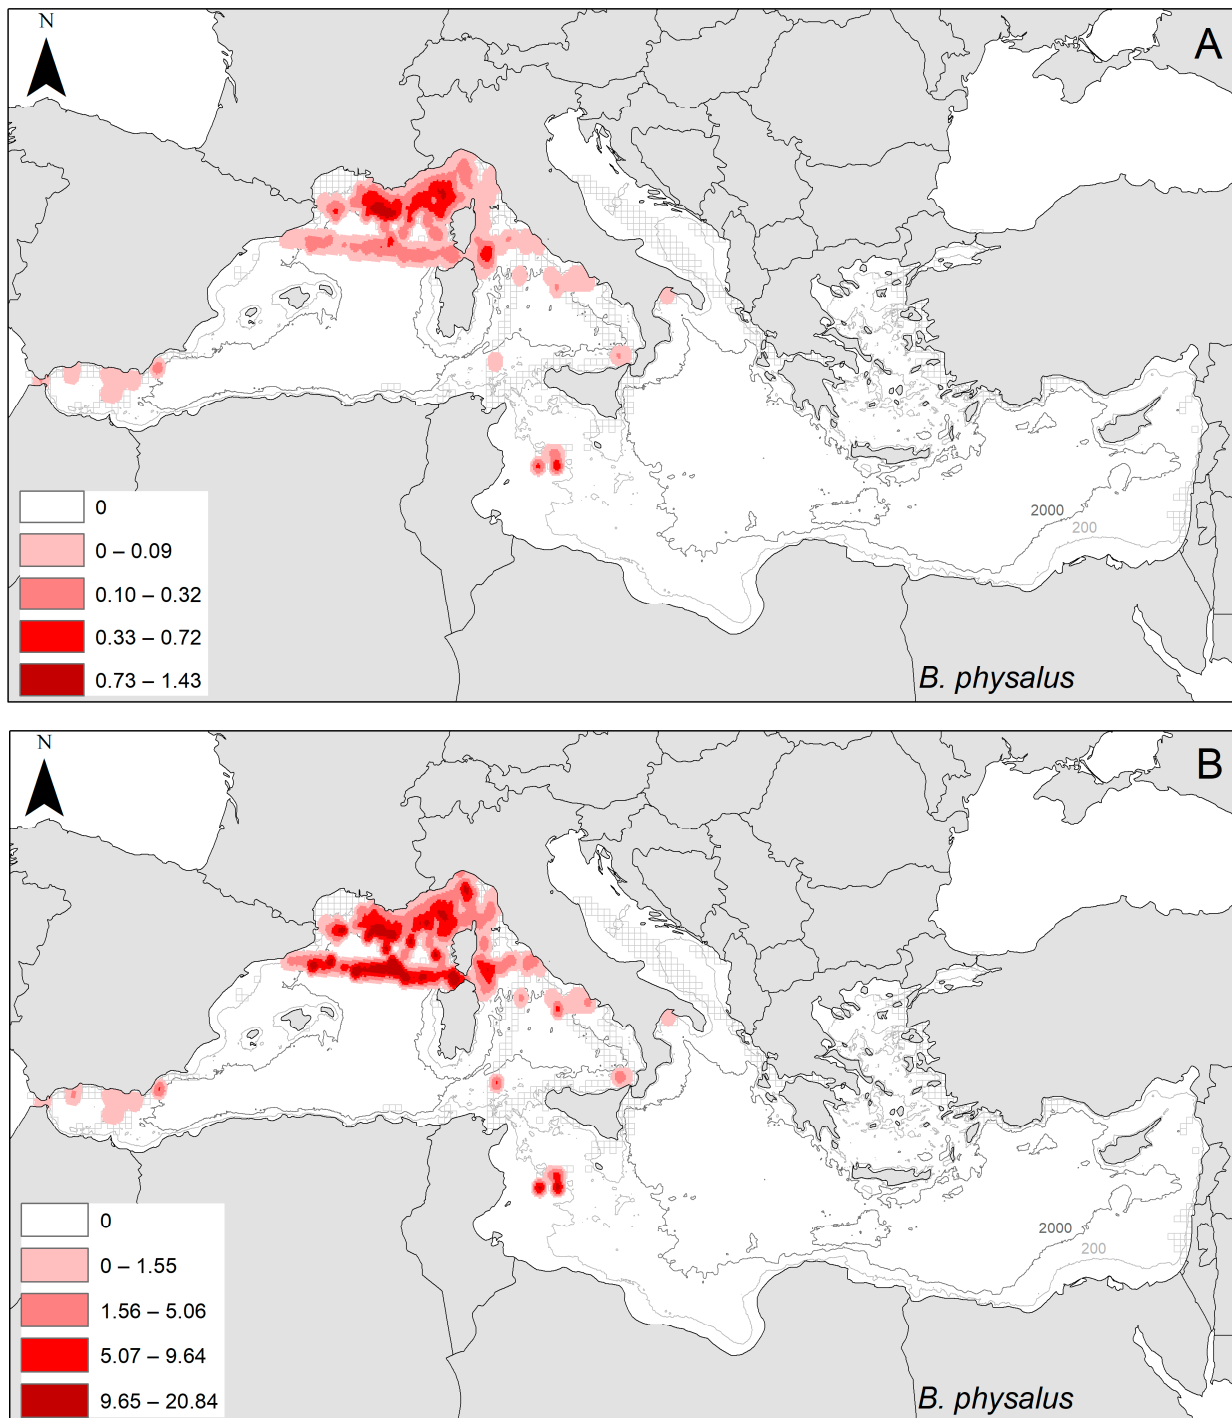 N
A
0
0 – 0.09
0.10 – 0.32
0.33 – 0.72
0.73 – 1.43
2000
200
B. physalus
N
B
0
0 – 1.55
1.56 – 5.06
5.07 – 9.64
9.65 – 20.84
2000
200
B. physalus